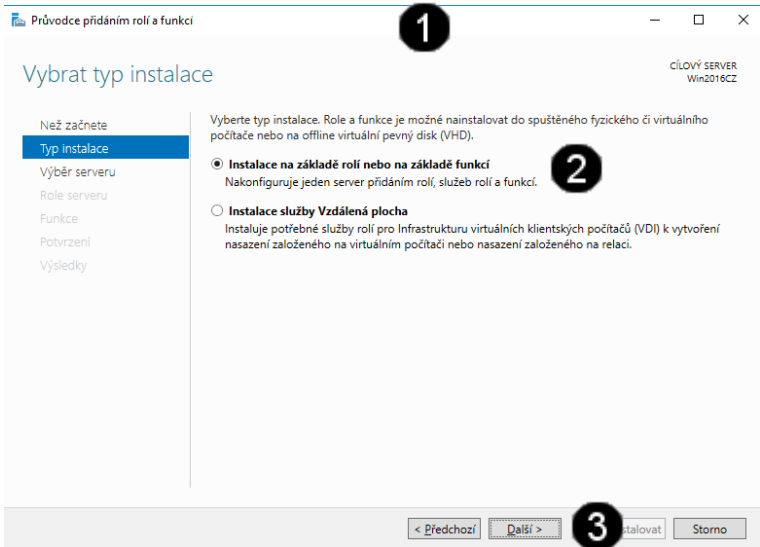 Průvodce přidáním rolí a funkcí
1
Vybrat typ instalace
CÍLOVÝ SERVER
Win2016CZ
Než začnete
Typ instalace
Výběr serveru
Role serveru
Funkce
Potvrzení
Výsledky
Vyberte typ instalace. Role a funkce je možné nainstalovat do spuštěného fyzického či virtuálního
počítače nebo na offline virtuální pevný disk (VHD).
Instalace na základě rolí nebo na základě funkcí
Nakonfiguruje jeden server přidáním rolí, služeb rolí a funkcí.
2
Instalace služby Vzdálená plocha
Instaluje potřebné služby rolí pro Infrastrukturu virtuálních klientských počítačů (VDI) k vytvoření
nasazení založeného na virtuálním počítači nebo nasazení založeného na relaci.
< Předchozí
Další >
3
Storno